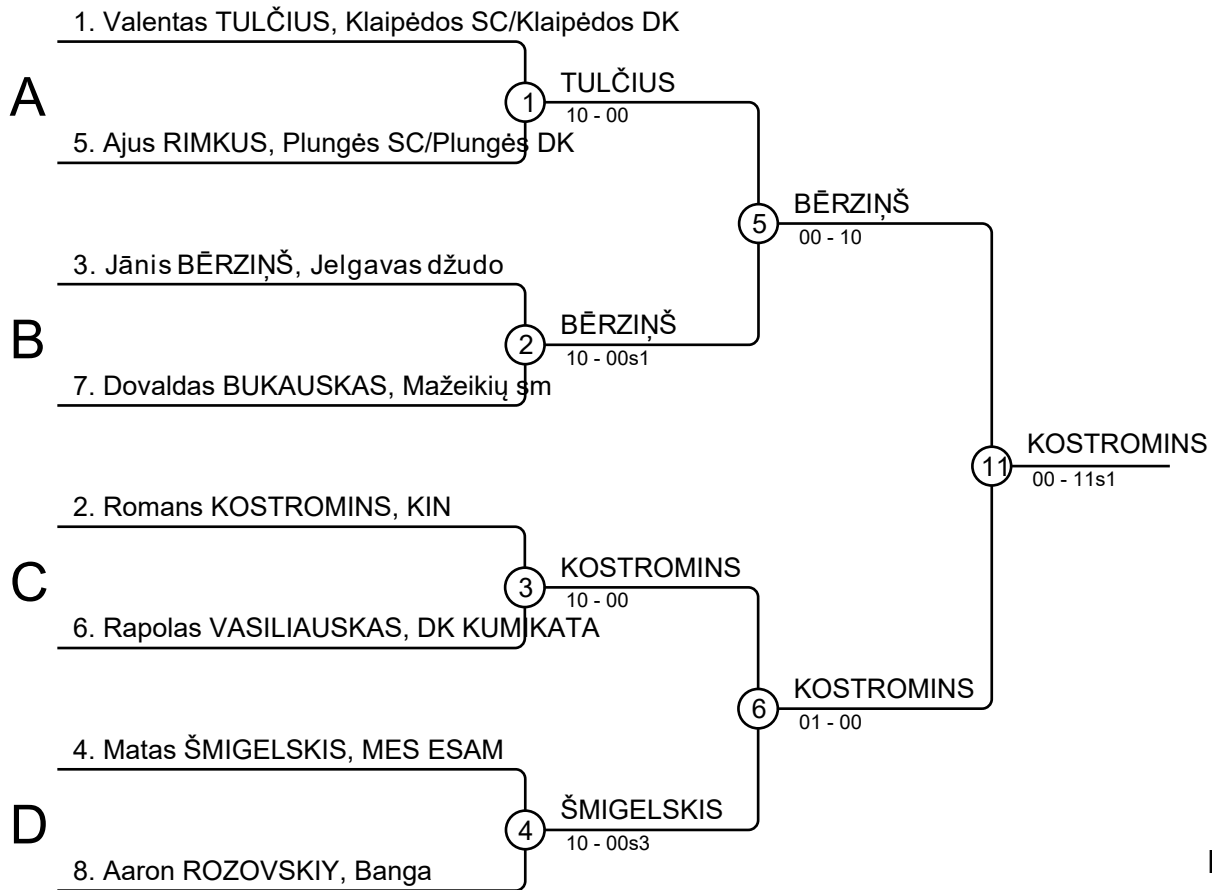 1. Valentas TULČIUS, Klaipėdos SC/Klaipėdos DK
A
1
TULČIUS
10 - 00
5. Ajus RIMKUS, Plungės SC/Plungės DK
5
BĒRZIŅŠ
00 - 10
3. Jānis BĒRZIŅŠ, Jelgavas džudo
B
2
BĒRZIŅŠ
10 - 00s1
7. Dovaldas BUKAUSKAS, Mažeikių sm
11
KOSTROMINS
00 - 11s1
2. Romans KOSTROMINS, KIN
C
3
KOSTROMINS
10 - 00
6. Rapolas VASILIAUSKAS, DK KUMIKATA
6
KOSTROMINS
01 - 00
4. Matas ŠMIGELSKIS, MES ESAM
D
4
ŠMIGELSKIS
10 - 00s3
8. Aaron ROZOVSKIY, Banga